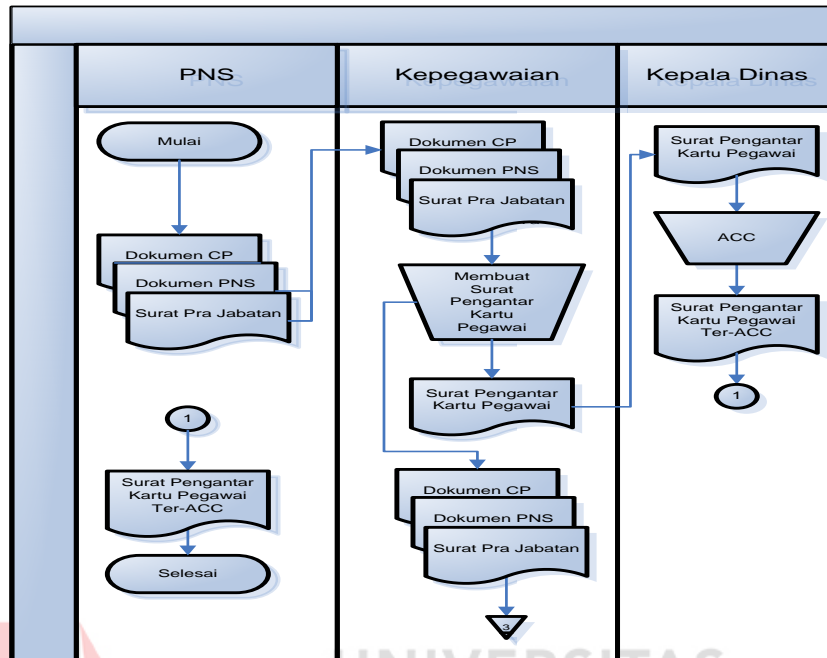 PNS
Kepegawaian
Kepala Dinas
Mulai
Dokumen CP
Dokumen PNS
Surat Pra Jabatan
1
Surat Pengantar
Kartu Pegawai
Ter-ACC
Selesai
Dokumen CP
Dokumen PNS
Surat Pra Jabatan
Membuat
Surat
Pengantar
Kartu
Pegawai
Surat Pengantar
Kartu Pegawai
Dokumen CP
Dokumen PNS
Surat Pra Jabatan
3
Surat Pengantar
Kartu Pegawai
ACC
Surat Pengantar
Kartu Pegawai
Ter-ACC
1
UNIVERSITAS